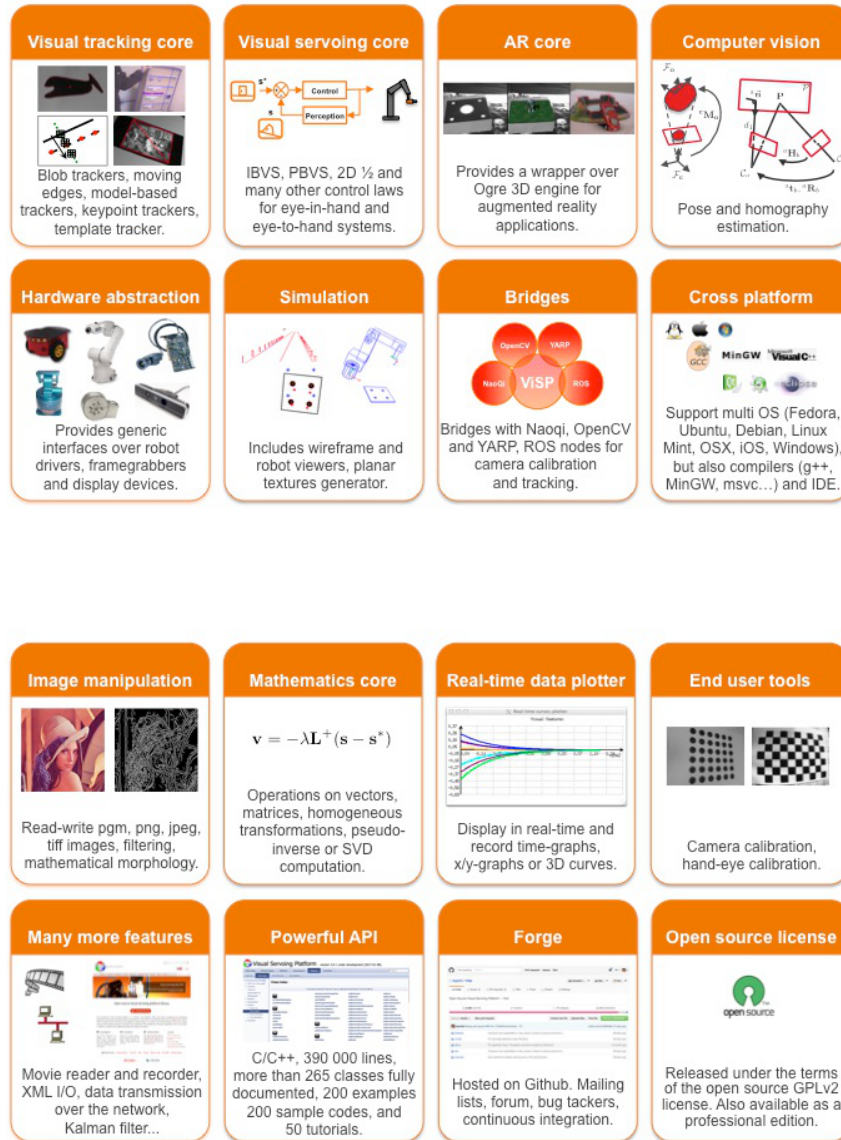 Visual tracking core
Blob trackers, moving
edges, model-based
trackers, keypoint trackers,
template tracker.
Visual servoing core
s*
Control
s
Perception
IBVS, PBVS, 2D ½ and
many other control laws
for eye-in-hand and
eye-to-hand systems.
AR core
Provides a wrapper over
Ogre 3D engine for
augmented reality
applications.
Computer vision
Pose and homography
estimation.
Hardware abstraction
Provides generic
interfaces over robot
drivers, framegrabbers
and display devices.
Simulation
Includes wireframe and
robot viewers, planar
textures generator.
Bridges
OpenCV
YARP
NaoQi
ViSP
ROS
Bridges with Naoqi, OpenCV
and YARP, ROS nodes for
camera calibration
and tracking.
Cross platform
GCC
MinGW
Microsoft
Visual C++
eclipse
Support multi OS (Fedora,
Ubuntu, Debian, Linux
Mint, OSX, iOS, Windows),
but also compilers (g++,
MinGW, msvc...) and IDE.
Image manipulation
Read-write pgm, png, jpeg,
tiff images, filtering,
mathematical morphology.
Mathematics core
v = −λL⁺(s − s*)
Operations on vectors,
matrices, homogeneous
transformations, pseudo-
inverse or SVD
computation.
Real-time data plotter
Visual features
Display in real-time and
record time-graphs,
x/y-graphs or 3D curves.
End user tools
Camera calibration,
hand-eye calibration.
Many more features
Movie reader and recorder,
XML I/O, data transmission
over the network,
Kalman filter...
Powerful API
Visual Servoing Platform
C/C++, 390 000 lines,
more than 265 classes fully
documented, 200 examples
200 sample codes, and
50 tutorials.
Forge
Hosted on Github. Mailing
lists, forum, bug tackers,
continuous integration.
Open source license
open source
Released under the terms
of the open source GPLv2
license. Also available as a
professional edition.